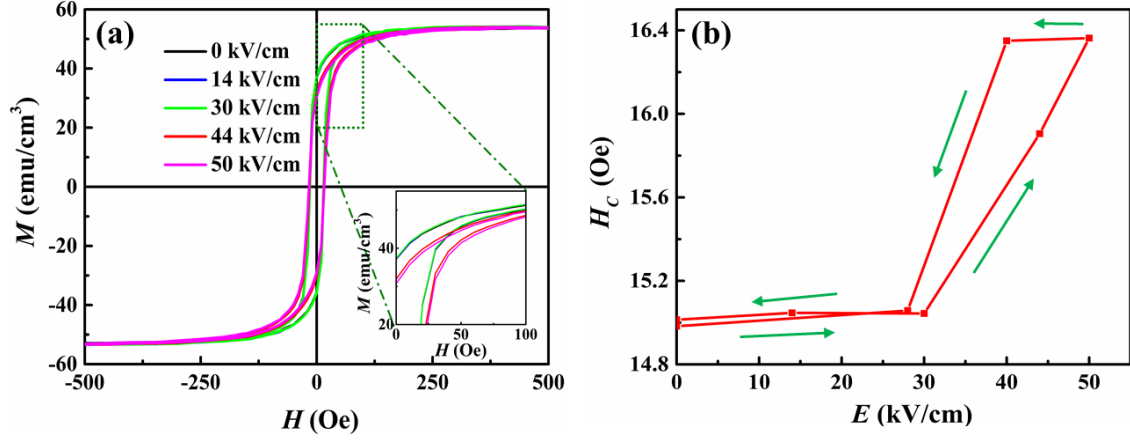 (a)
0 kV/cm
14 kV/cm
30 kV/cm
44 kV/cm
50 kV/cm
M (emu/cm³)
60
40
20
0
-20
-40
-60
-500
-250
0
250
500
H (Oe)
M (emu/cm³)
40
20
0
50
100
H (Oe)
(b)
H_C (Oe)
16.4
16.0
15.6
15.2
14.8
0
10
20
30
40
50
E (kV/cm)